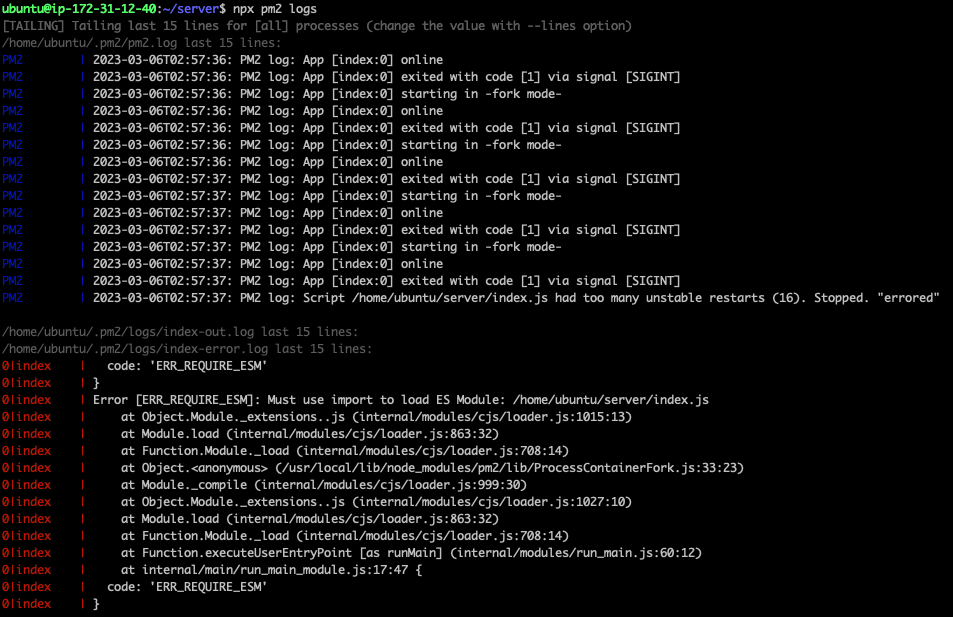 ubuntu@ip-172-31-12-40:~/server$ npx pm2 logs
[TAILING] Tailing last 15 lines for [all] processes (change the value with --lines option)
/home/ubuntu/.pm2/pm2.log last 15 lines:
PM2        | 2023-03-06T02:57:36: PM2 log: App [index:0] online
PM2        | 2023-03-06T02:57:36: PM2 log: App [index:0] exited with code [1] via signal [SIGINT]
PM2        | 2023-03-06T02:57:36: PM2 log: App [index:0] starting in -fork mode-
PM2        | 2023-03-06T02:57:36: PM2 log: App [index:0] online
PM2        | 2023-03-06T02:57:36: PM2 log: App [index:0] exited with code [1] via signal [SIGINT]
PM2        | 2023-03-06T02:57:36: PM2 log: App [index:0] starting in -fork mode-
PM2        | 2023-03-06T02:57:36: PM2 log: App [index:0] online
PM2        | 2023-03-06T02:57:37: PM2 log: App [index:0] exited with code [1] via signal [SIGINT]
PM2        | 2023-03-06T02:57:37: PM2 log: App [index:0] starting in -fork mode-
PM2        | 2023-03-06T02:57:37: PM2 log: App [index:0] online
PM2        | 2023-03-06T02:57:37: PM2 log: App [index:0] exited with code [1] via signal [SIGINT]
PM2        | 2023-03-06T02:57:37: PM2 log: App [index:0] starting in -fork mode-
PM2        | 2023-03-06T02:57:37: PM2 log: App [index:0] online
PM2        | 2023-03-06T02:57:37: PM2 log: App [index:0] exited with code [1] via signal [SIGINT]
PM2        | 2023-03-06T02:57:37: PM2 log: Script /home/ubuntu/server/index.js had too many unstable restarts (16). Stopped. "errored"

/home/ubuntu/.pm2/logs/index-out.log last 15 lines:
/home/ubuntu/.pm2/logs/index-error.log last 15 lines:
0|index    |   code: 'ERR_REQUIRE_ESM'
0|index    | }
0|index    | Error [ERR_REQUIRE_ESM]: Must use import to load ES Module: /home/ubuntu/server/index.js
0|index    |     at Object.Module._extensions..js (internal/modules/cjs/loader.js:1015:13)
0|index    |     at Module.load (internal/modules/cjs/loader.js:863:32)
0|index    |     at Function.Module._load (internal/modules/cjs/loader.js:708:14)
0|index    |     at Object.<anonymous> (/usr/local/lib/node_modules/pm2/lib/ProcessContainerFork.js:33:23)
0|index    |     at Module._compile (internal/modules/cjs/loader.js:999:30)
0|index    |     at Object.Module._extensions..js (internal/modules/cjs/loader.js:1027:10)
0|index    |     at Module.load (internal/modules/cjs/loader.js:863:32)
0|index    |     at Function.Module._load (internal/modules/cjs/loader.js:708:14)
0|index    |     at Function.executeUserEntryPoint [as runMain] (internal/modules/run_main.js:60:12)
0|index    |     at internal/main/run_main_module.js:17:47 {
0|index    |   code: 'ERR_REQUIRE_ESM'
0|index    | }